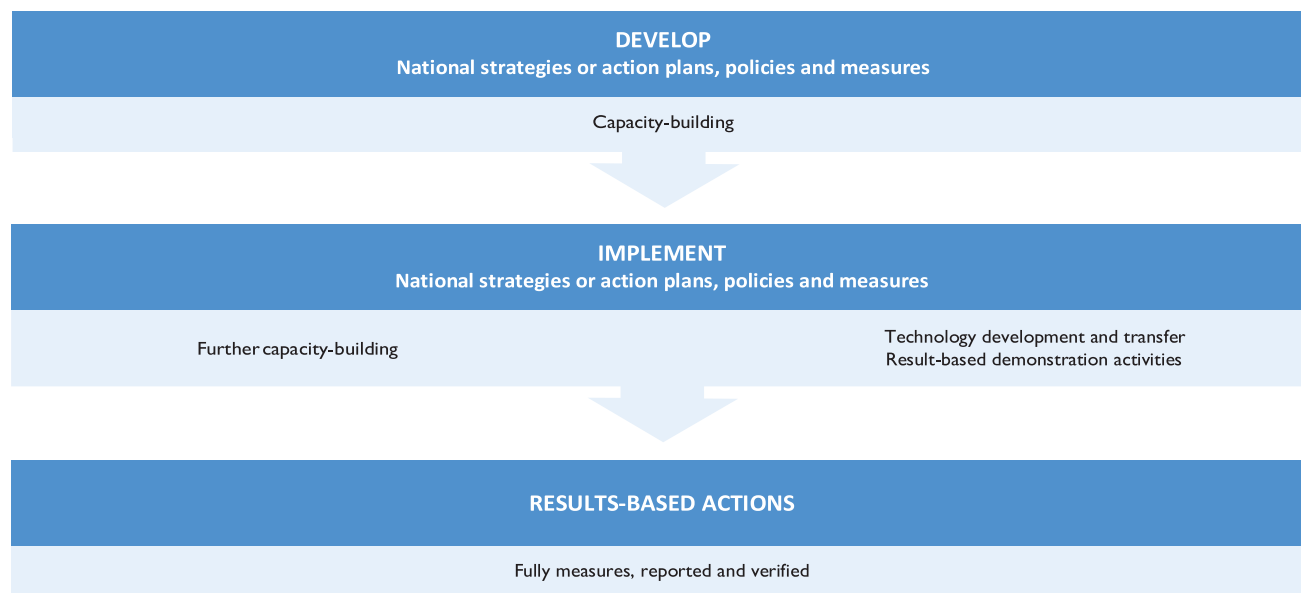 DEVELOP
National strategies or action plans, policies and measures
Capacity-building
IMPLEMENT
National strategies or action plans, policies and measures
Further capacity-building
Technology development and transfer
Result-based demonstration activities
RESULTS-BASED ACTIONS
Fully measures, reported and verified